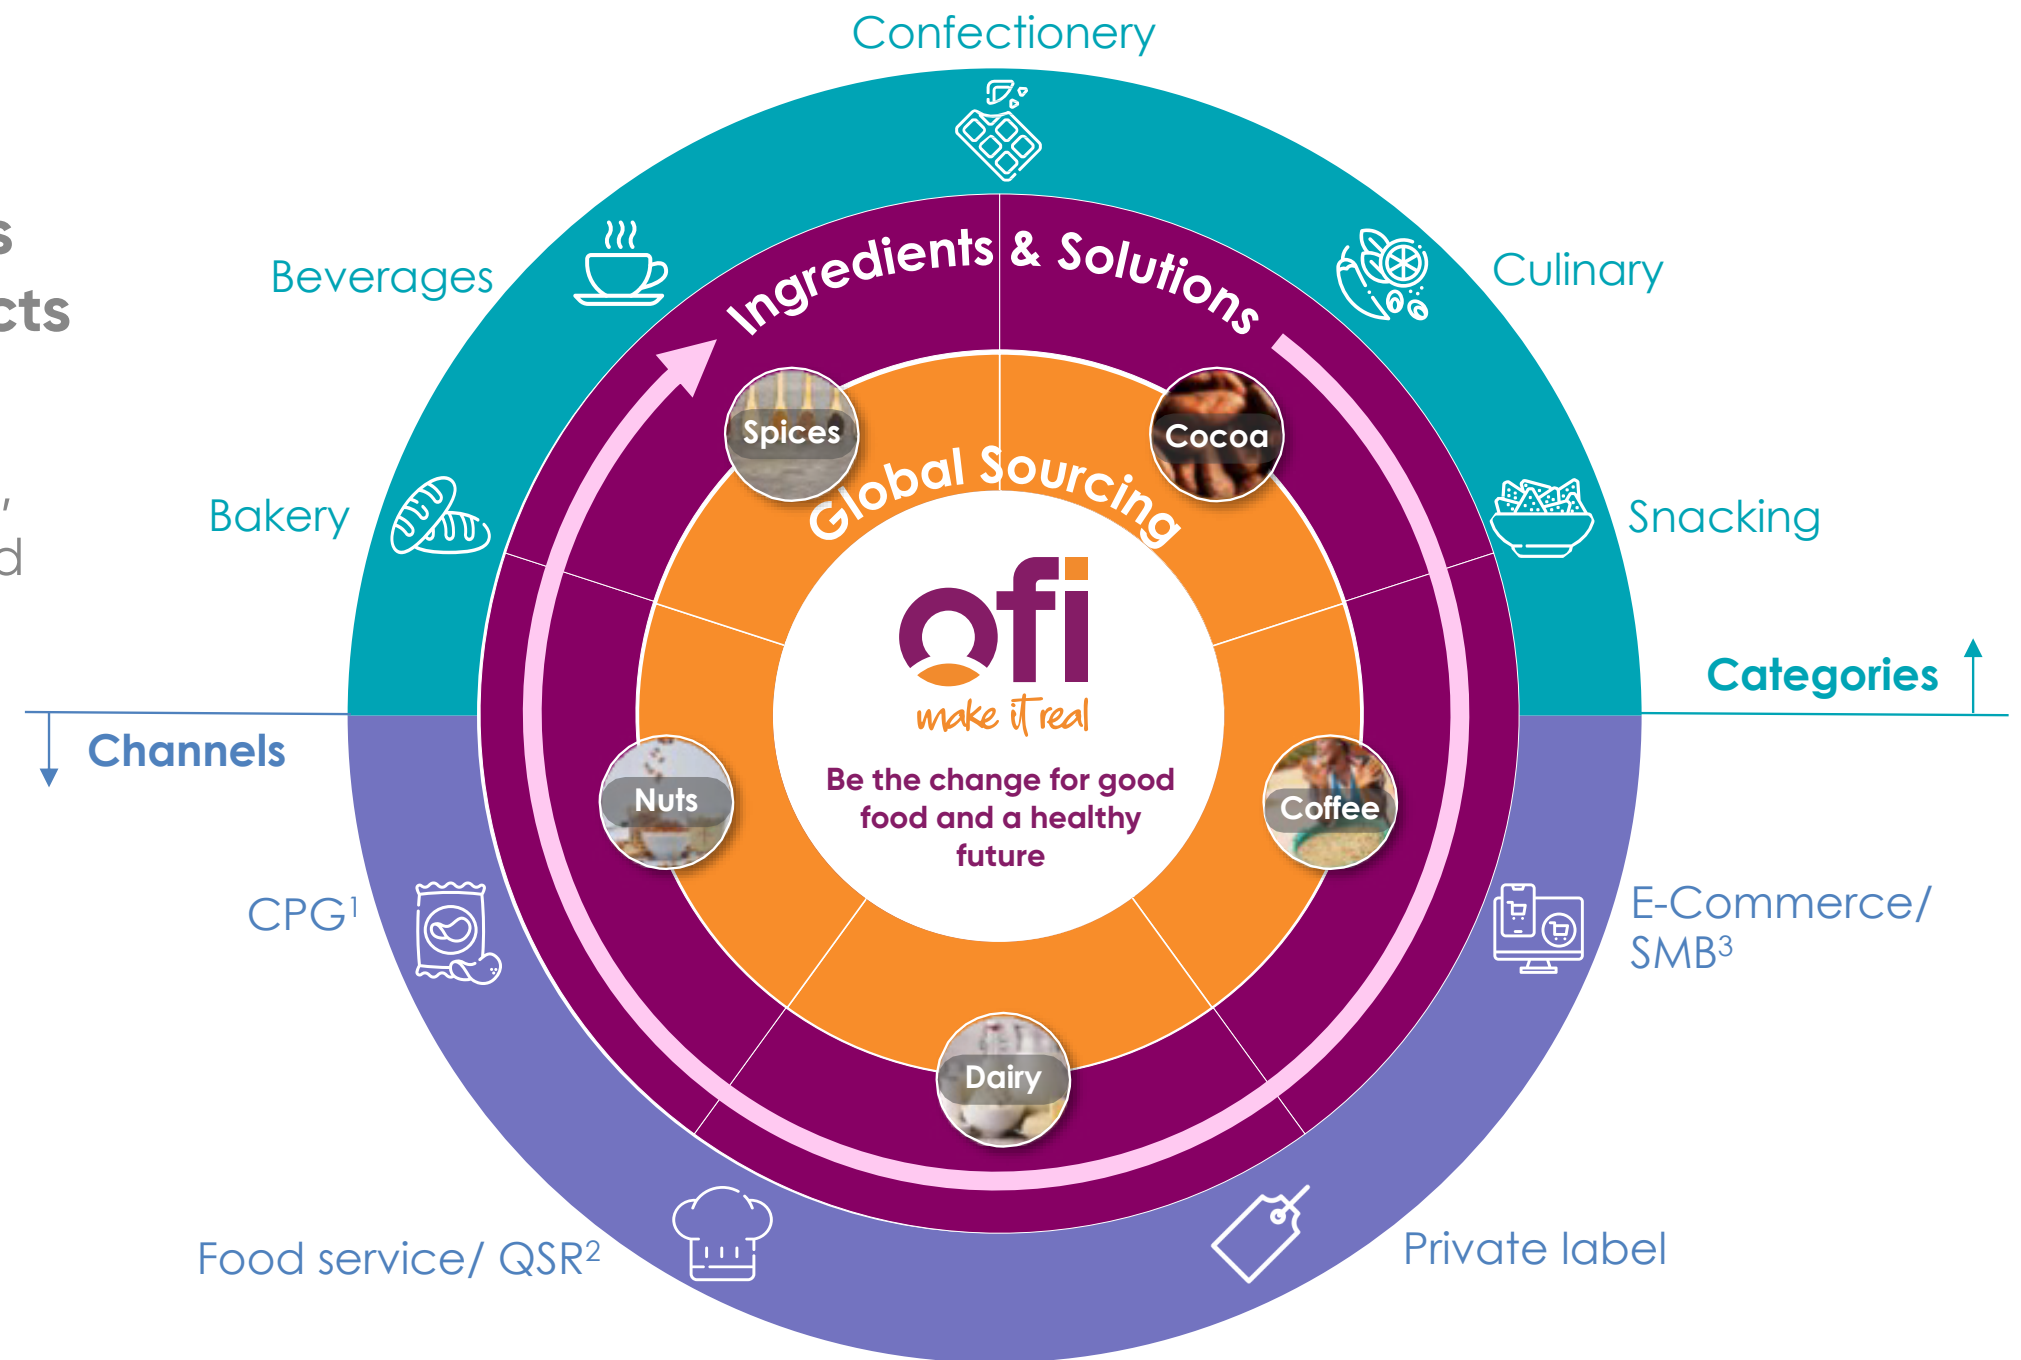 Confectionery
Beverages
Culinary
Ingredients & Solutions
Spices
Cocoa
Global Sourcing
Bakery
Snacking
ofi
make it real
Be the change for good
food and a healthy
future
Categories
Channels
Nuts
Coffee
CPG¹
E-Commerce/
SMB³
Dairy
Food service/ QSR²
Private label